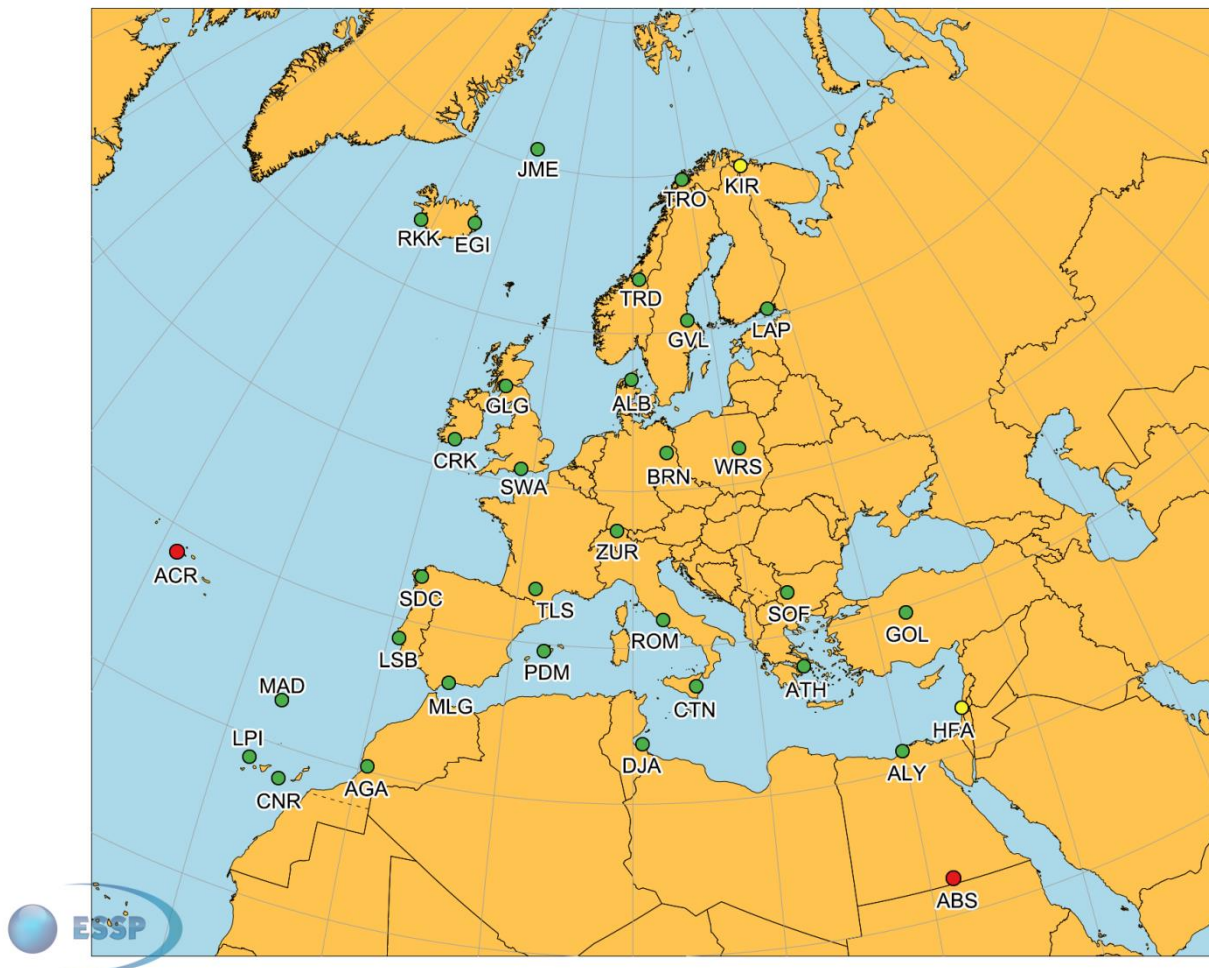 JME
TRO
KIR
RKK
EGI
TRD
GVL
LAP
GLG
ALB
CRK
SWA
BRN
WRS
ZUR
ACR
SDC
TLS
SOF
GOL
LSB
ROM
PDM
ATH
MAD
MLG
CTN
HFA
LPI
CNR
AGA
DJA
ALY
ABS
ESSP